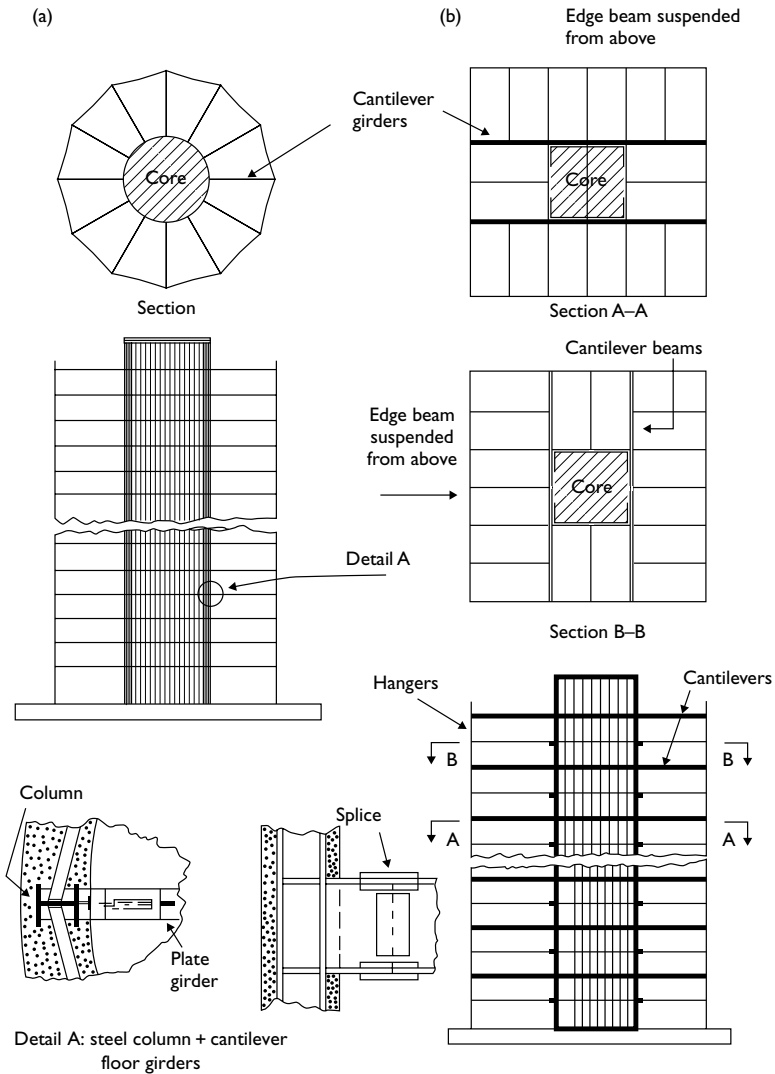 (a)
(b)
Edge beam suspended
from above
Cantilever
girders
Core
Core
Section
Section A–A
Cantilever beams
Edge beam
suspended
from above
Core
Detail A
Section B–B
Hangers
Cantilevers
B
B
A
A
Column
Splice
Plate
girder
Detail A: steel column + cantilever
floor girders